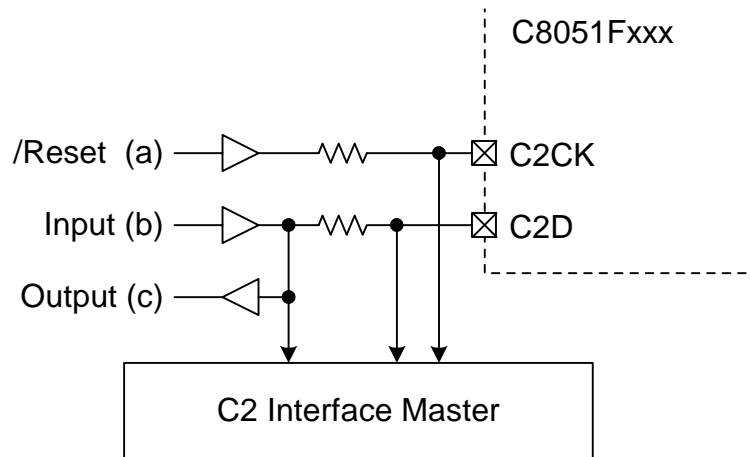 C8051Fxxx
/Reset (a)
C2CK
Input (b)
C2D
Output (c)
C2 Interface Master